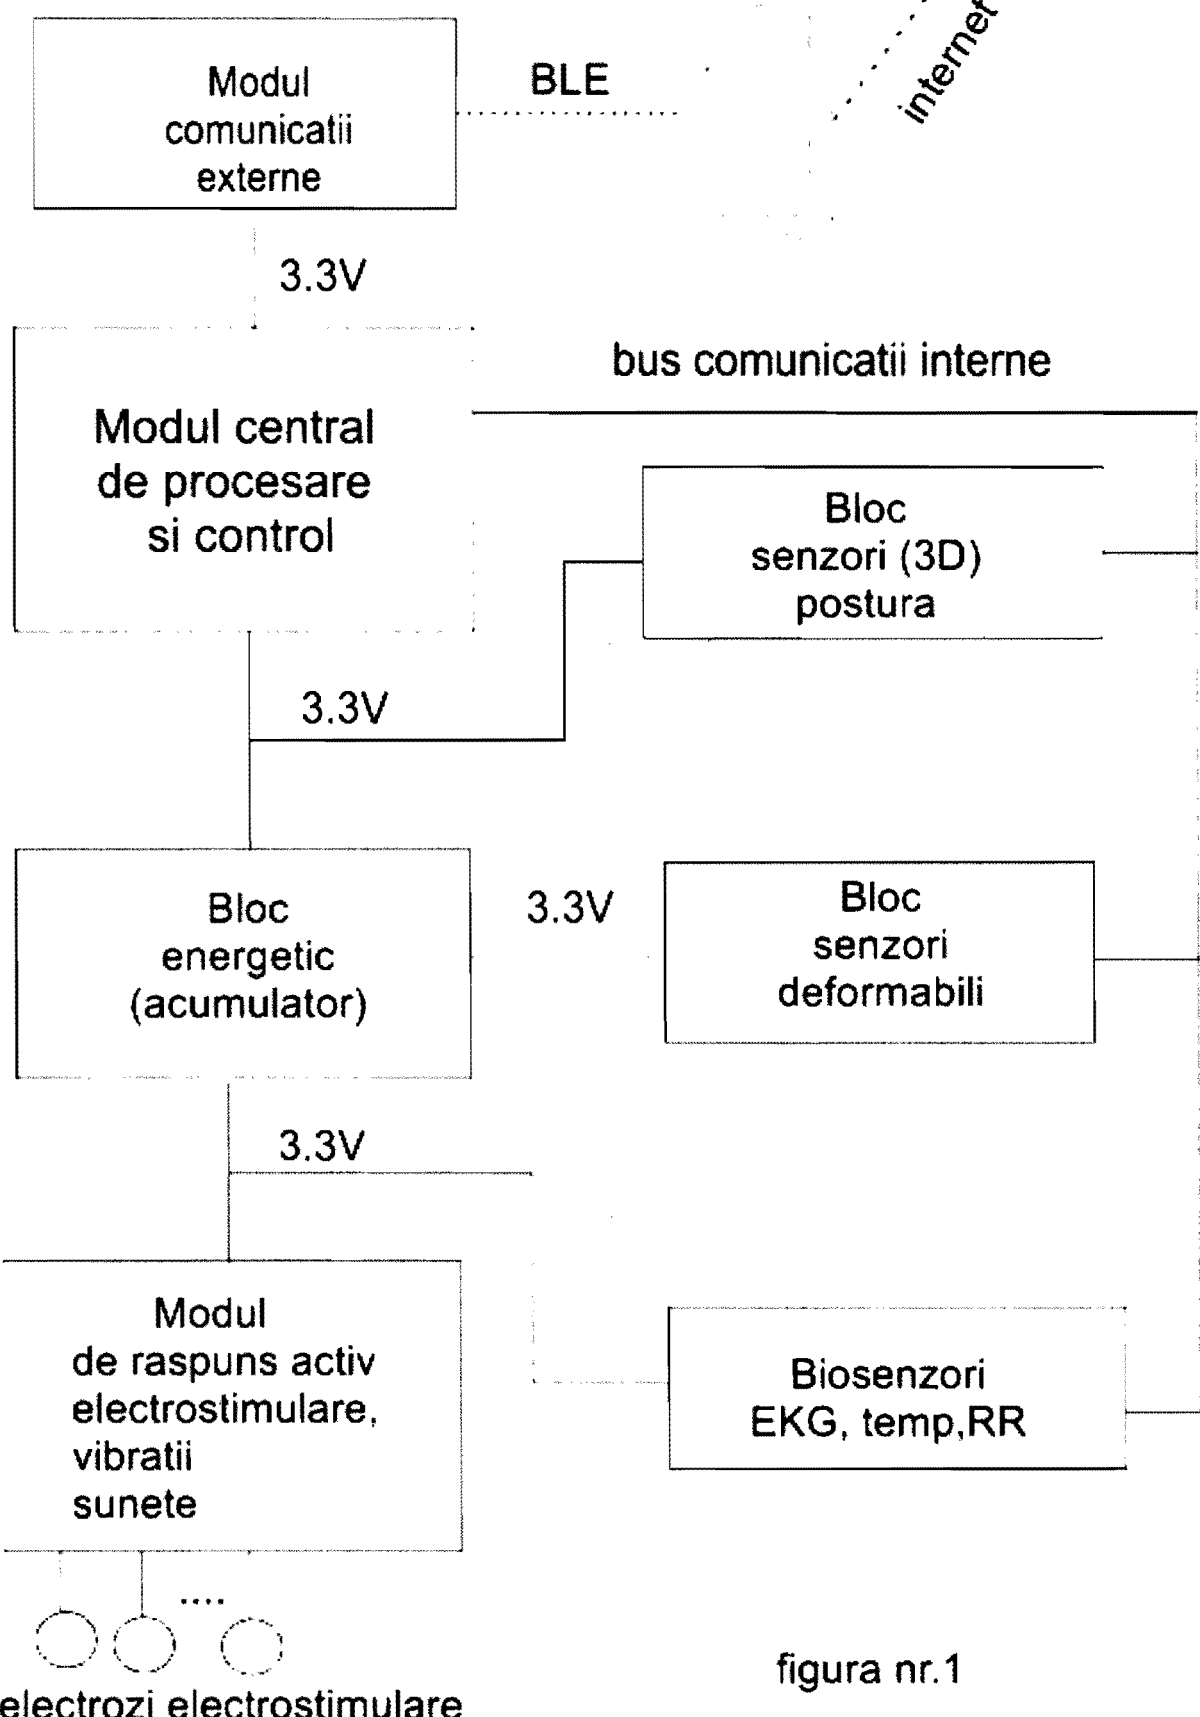 internet
BLE
Modul
comunicatii
externe
3.3V
bus comunicatii interne
Modul central
de procesare
si control
Bloc
senzori (3D)
postura
3.3V
Bloc
energetic
(acumulator)
3.3V
Bloc
senzori
deformabili
3.3V
Modul
de raspuns activ
electrostimulare,
vibratii
sunete
Biosenzori
EKG, temp,RR
....
electrozi electrostimulare
figura nr.1